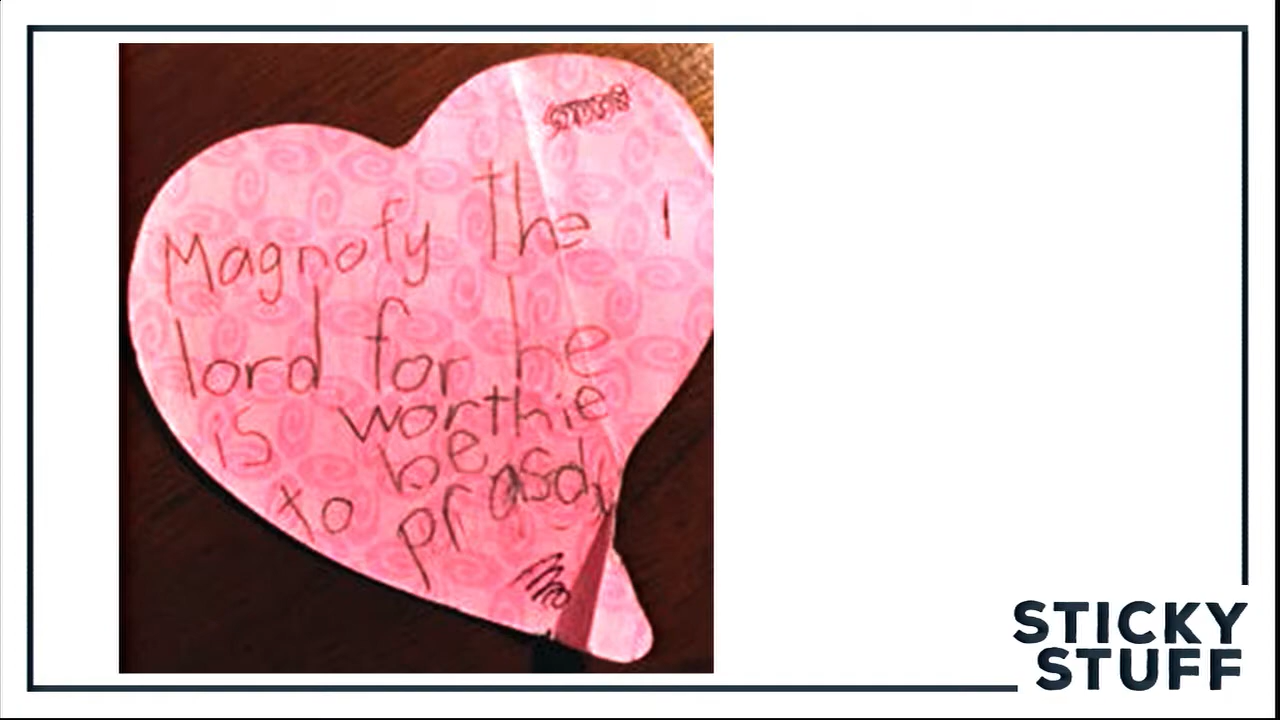 Magnofy the
lord for he
is worthie
to be
prasd
STICKY
STUFF